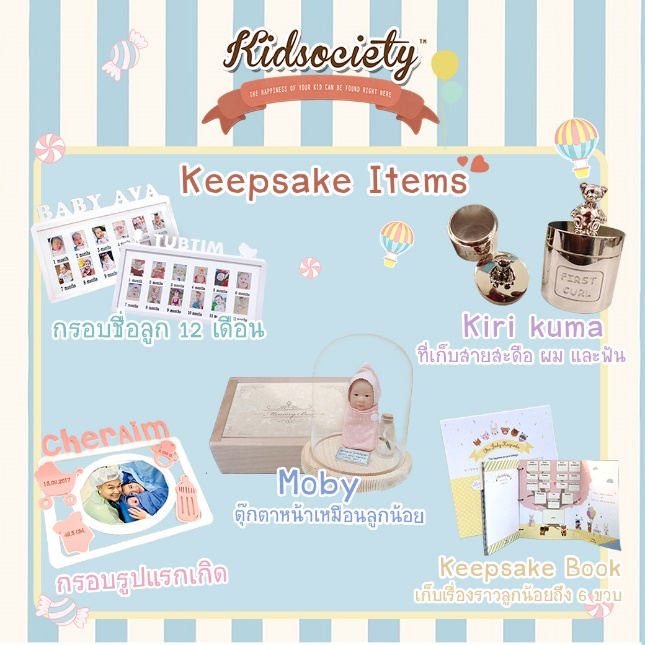 Kidsociety™
THE HAPPINESS OF YOUR KID CAN BE FOUND RIGHT HERE
Keepsake Items
BABY AVA
TUBTIM
กรอบชื่อลูก 12 เดือน
FIRST
CURL
Kiri kuma
ที่เก็บสายสะดือ ผม และฟัน
CherAim
13.09.2017
กรอบรูปแรกเกิด
Moby
ตุ๊กตาหน้าเหมือนลูกน้อย
Keepsake Book
เก็บเรื่องราวลูกน้อยถึง 6 ขวบ